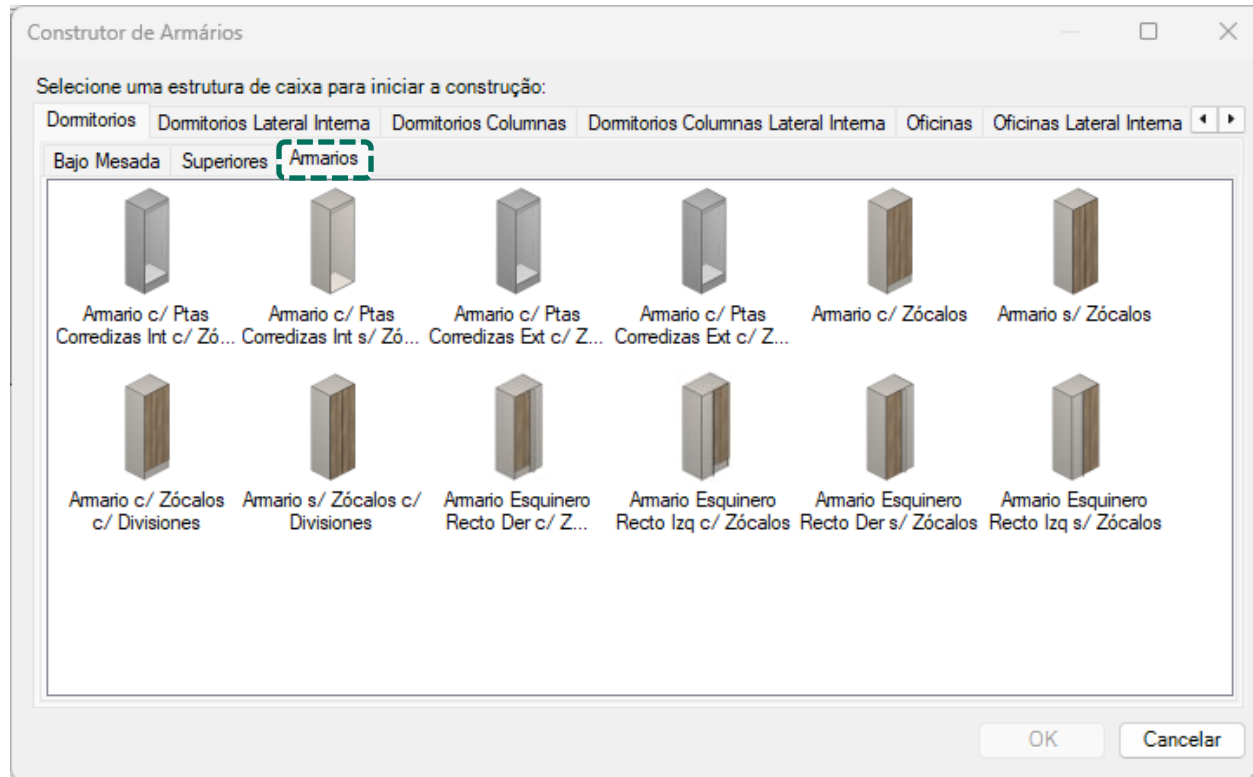 Construtor de Armários
Selecione uma estrutura de caixa para iniciar a construção:
Dormitorios Dormitorios Lateral Interna Dormitorios Columnas Dormitorios Columnas Lateral Interna Oficinas Oficinas Lateral Interna
Bajo Mesada Superiores Armarios
Armario c/ Ptas Armario c/ Ptas Armario c/ Ptas Armario c/ Ptas Armario c/ Zócalos Armario s/ Zócalos
Corredizas Int c/ Zó... Corredizas Int s/ Zó... Corredizas Ext c/ Z... Corredizas Ext c/ Z...
Armario c/ Zócalos Armario s/ Zócalos c/ Armario Esquinero Armario Esquinero Armario Esquinero Armario Esquinero
c/ Divisiones Divisiones Recto Der c/ Z... Recto Izq c/ Zócalos Recto Der s/ Zócalos Recto Izq s/ Zócalos
OK Cancelar